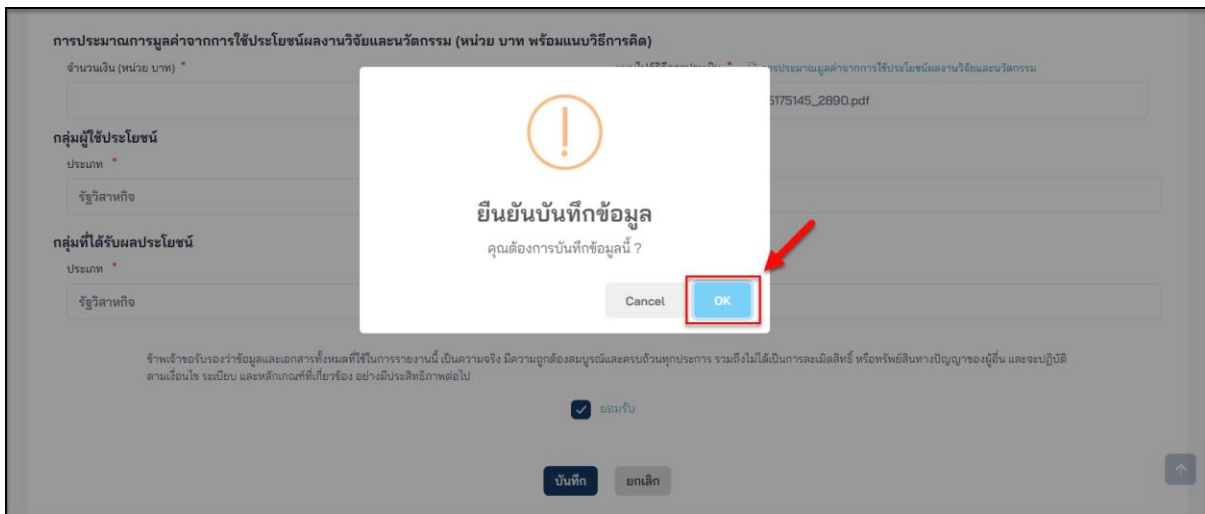 การประมาณการมูลค่าจากการใช้ประโยชน์ผลงานวิจัยและนวัตกรรม (หน่วย บาท พร้อมแนบวิธีการคิด)
จำนวนเงิน (หน่วย บาท) *
การประมาณมูลค่าจากการใช้ประโยชน์ผลงานวิจัยและนวัตกรรม
5175145_2890.pdf
กลุ่มผู้ใช้ประโยชน์
ประเภท *
รัฐวิสาหกิจ
ยืนยันบันทึกข้อมูล
คุณต้องการบันทึกข้อมูลนี้ ?
กลุ่มที่ได้รับผลประโยชน์
ประเภท *
รัฐวิสาหกิจ
Cancel
OK
ข้าพเจ้าขอรับรองว่าข้อมูลและเอกสารทั้งหมดที่ใช้ในการรายงานนี้ เป็นความจริง มีความถูกต้องสมบูรณ์และครบถ้วนทุกประการ รวมถึงไม่ได้เป็นการละเมิดสิทธิ์ หรือทรัพย์สินทางปัญญาของผู้อื่น และจะปฏิบัติ
ตามเงื่อนไข ระเบียบ และหลักเกณฑ์ที่เกี่ยวข้อง อย่างมีประสิทธิภาพต่อไป
ยอมรับ
บันทึก
ยกเลิก